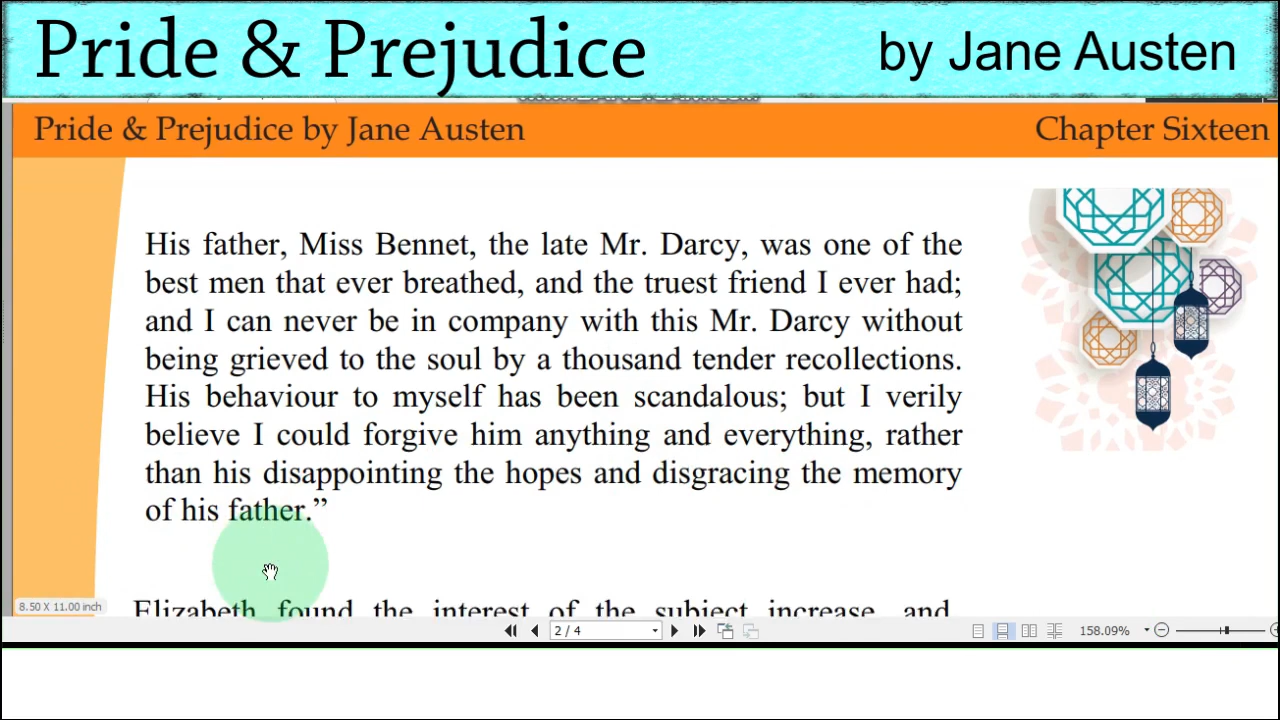 Pride & Prejudice
by Jane Austen
Pride & Prejudice by Jane Austen
Chapter Sixteen
His father, Miss Bennet, the late Mr. Darcy, was one of the
best men that ever breathed, and the truest friend I ever had;
and I can never be in company with this Mr. Darcy without
being grieved to the soul by a thousand tender recollections.
His behaviour to myself has been scandalous; but I verily
believe I could forgive him anything and everything, rather
than his disappointing the hopes and disgracing the memory
of his father.”
Elizabeth found the interest of the subject increase, and
8.50 X 11.00 inch
2 / 4
158.09%